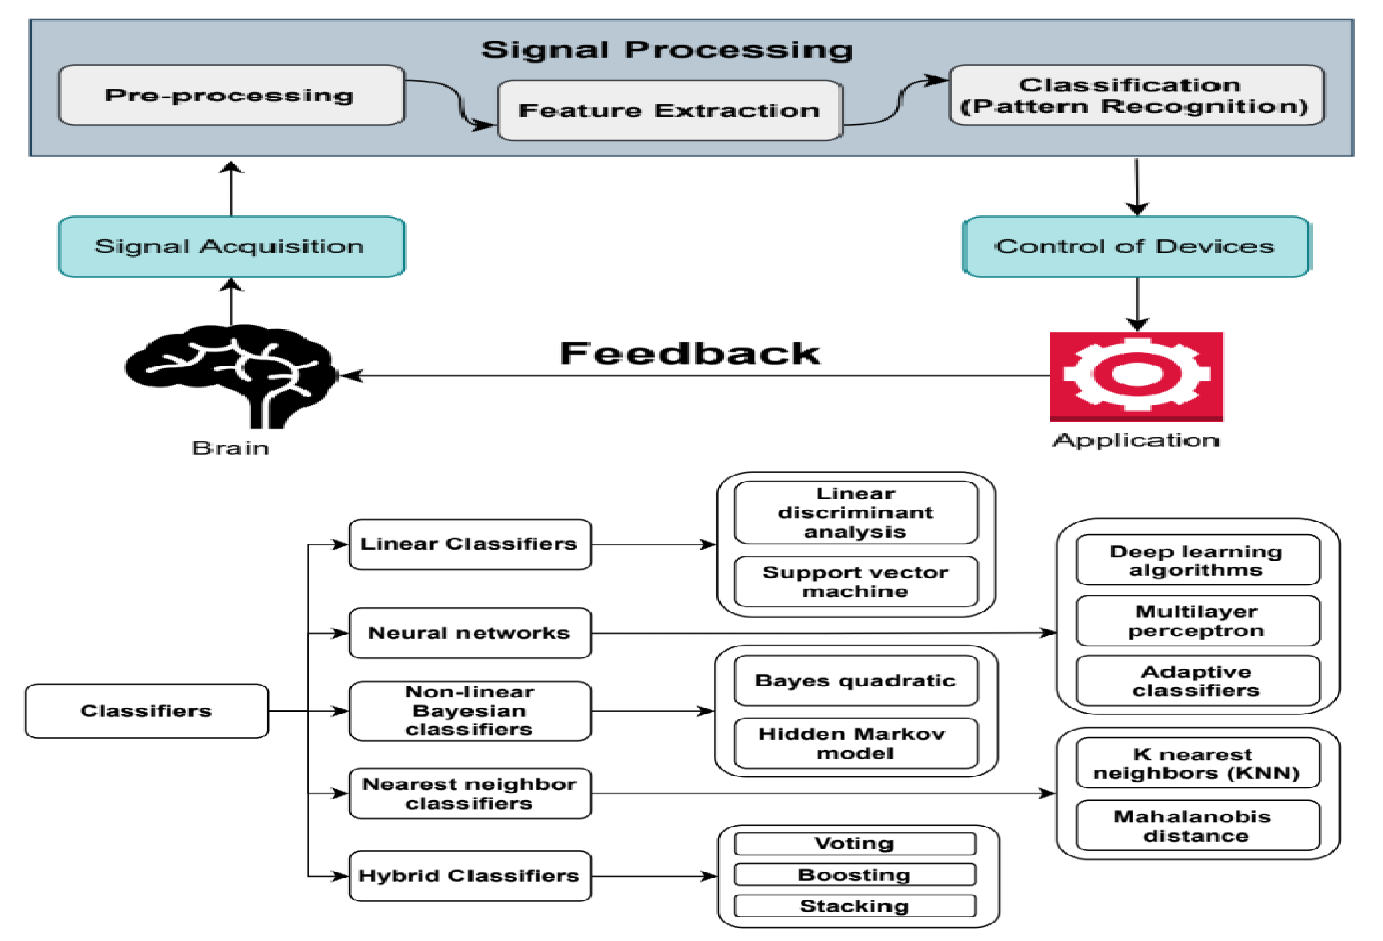 Signal Processing
Pre-processing
Feature Extraction
Classification
(Pattern Recognition)
Signal Acquisition
Control of Devices
Feedback
Brain
Application
Classifiers
Linear Classifiers
Linear
discriminant
analysis
Support vector
machine
Neural networks
Deep learning
algorithms
Multilayer
perceptron
Adaptive
classifiers
Non-linear
Bayesian
classifiers
Bayes quadratic
Hidden Markov
model
Nearest neighbor
classifiers
K nearest
neighbors (KNN)
Mahalanobis
distance
Hybrid Classifiers
Voting
Boosting
Stacking